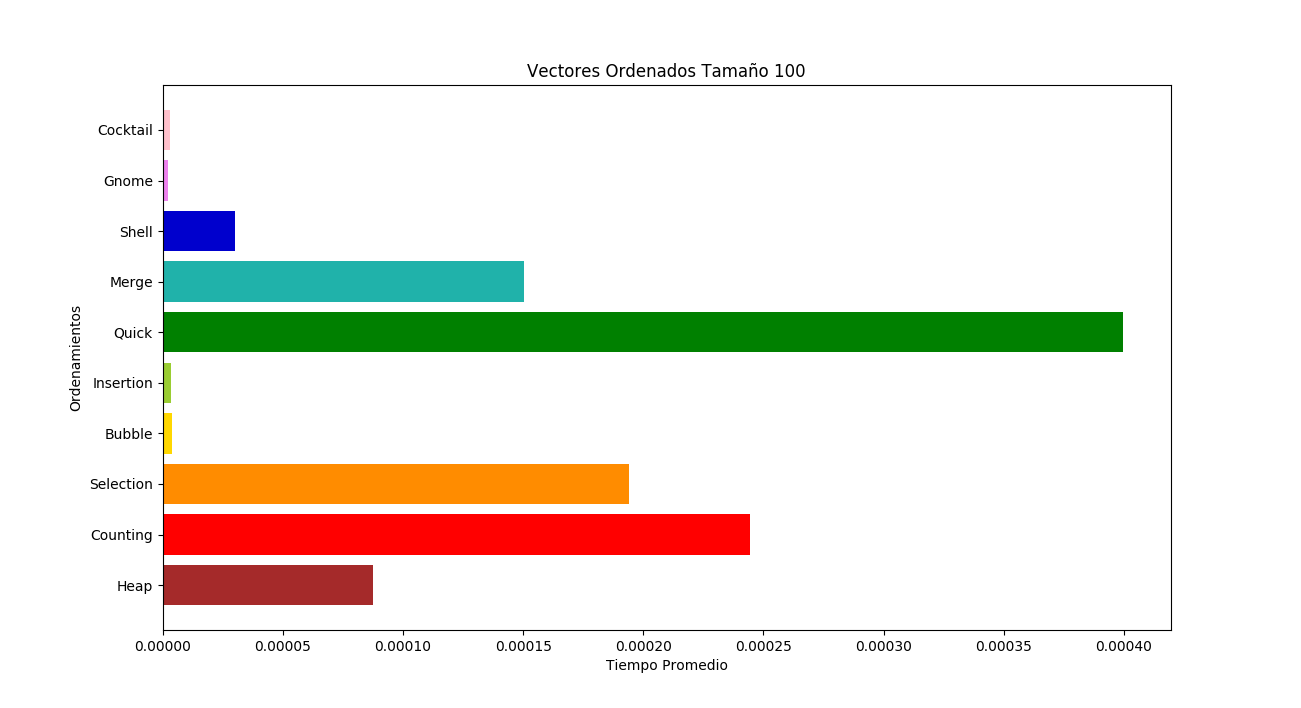 Vectores Ordenados Tamaño 100
Cocktail
Gnome
Shell
Merge
Quick
Insertion
Bubble
Selection
Counting
Heap
Ordenamientos
0.00000 0.00005 0.00010 0.00015 0.00020 0.00025 0.00030 0.00035 0.00040
Tiempo Promedio